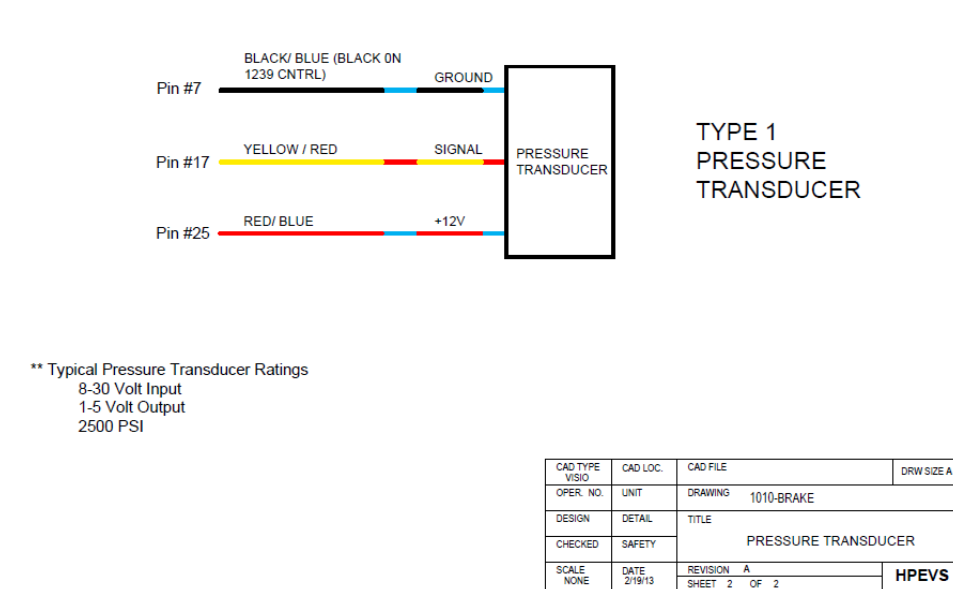 BLACK/ BLUE (BLACK 0N
1239 CNTRL)
GROUND
Pin #7
YELLOW / RED
SIGNAL
Pin #17
PRESSURE
TRANSDUCER
RED/ BLUE
+12V
Pin #25
TYPE 1
PRESSURE
TRANSDUCER
** Typical Pressure Transducer Ratings
8-30 Volt Input
1-5 Volt Output
2500 PSI
CAD TYPE
VISIO
CAD LOC.
CAD FILE
DRW SIZE A
OPER. NO.
UNIT
DRAWING 1010-BRAKE
DESIGN
DETAIL
TITLE
PRESSURE TRANSDUCER
CHECKED
SAFETY
SCALE
NONE
DATE
2/19/13
REVISION A
SHEET 2 OF 2
HPEVS